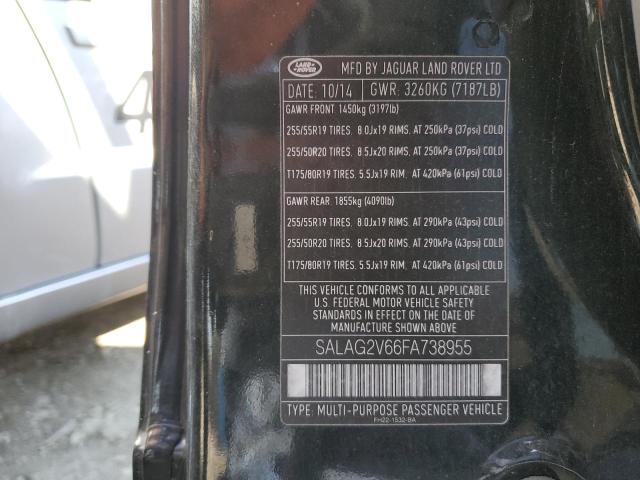 LAND ROVER
MFD BY JAGUAR LAND ROVER LTD
DATE: 10/14 GWR: 3260KG (7187LB)
GAWR FRONT 1450kg (3197lb)
255/55R19 TIRES. 8.0Jx19 RIMS. AT 250kPa (37psi) COLD
255/50R20 TIRES. 8.5Jx20 RIMS. AT 250kPa (37psi) COLD
T175/80R19 TIRES. 5.5Jx19 RIM. AT 420kPa (61psi) COLD
GAWR REAR. 1855kg (4090lb)
255/55R19 TIRES. 8.0Jx19 RIMS. AT 290kPa (43psi) COLD
255/50R20 TIRES. 8.5Jx20 RIMS. AT 290kPa (43psi) COLD
T175/80R19 TIRES. 5.5Jx19 RIM. AT 420kPa (61psi) COLD
THIS VEHICLE CONFORMS TO ALL APPLICABLE
U.S. FEDERAL MOTOR VEHICLE SAFETY
STANDARDS IN EFFECT ON THE DATE OF
MANUFACTURE SHOWN ABOVE
SALAG2V66FA738955
TYPE: MULTI-PURPOSE PASSENGER VEHICLE
FH22-1532-BA